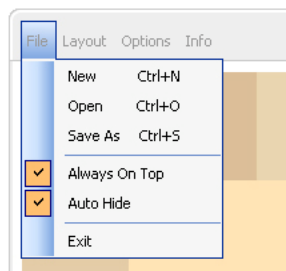 File Layout Options Info
New Ctrl+N
Open Ctrl+O
Save As Ctrl+S
Always On Top
Auto Hide
Exit